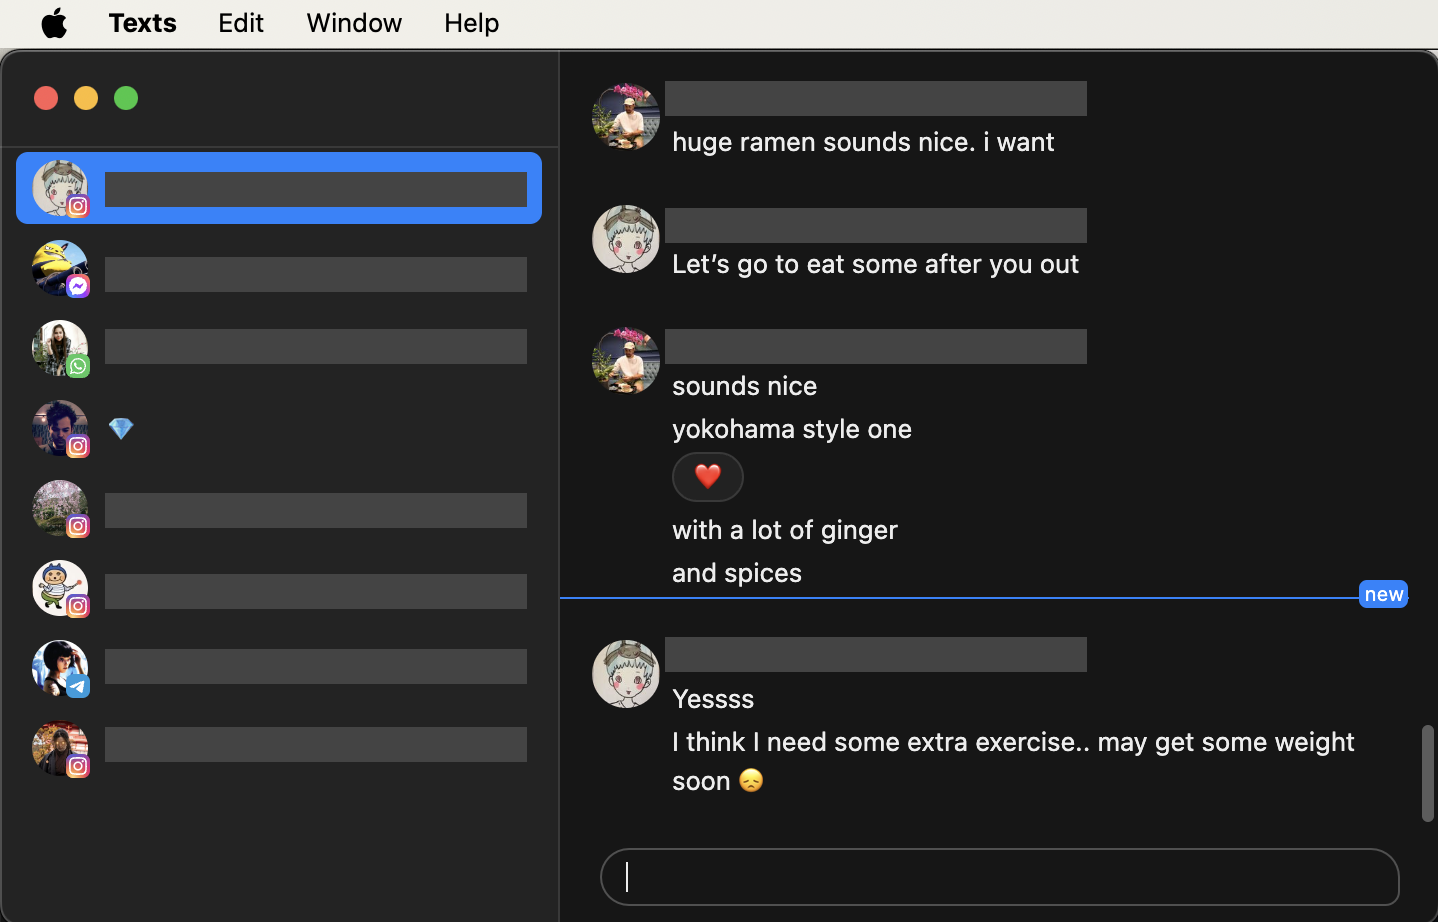 Texts Edit Window Help
huge ramen sounds nice. i want
Let’s go to eat some after you out
sounds nice
yokohama style one
❤️
with a lot of ginger
and spices
new
Yessss
I think I need some extra exercise.. may get some weight
soon 😞
💎